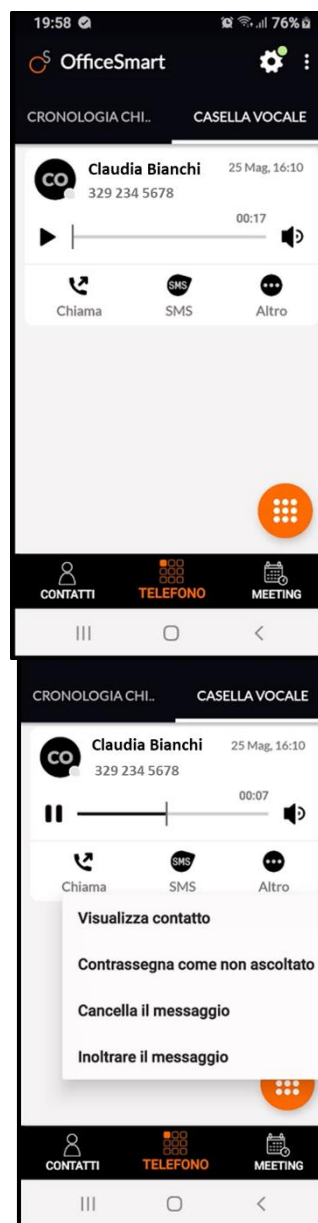 19:58 76%
OS OfficeSmart
CRONOLOGIA CHI.. CASELLA VOCALE
CO Claudia Bianchi 25 Mag, 16:10
329 234 5678
00:17
SMS
Chiama SMS Altro
CONTATTI TELEFONO MEETING
CRONOLOGIA CHI.. CASELLA VOCALE
CO Claudia Bianchi 25 Mag, 16:10
329 234 5678
00:07
SMS
Chiama SMS Altro
Visualizza contatto
Contrassegna come non ascoltato
Cancella il messaggio
Inoltrare il messaggio
CONTATTI TELEFONO MEETING